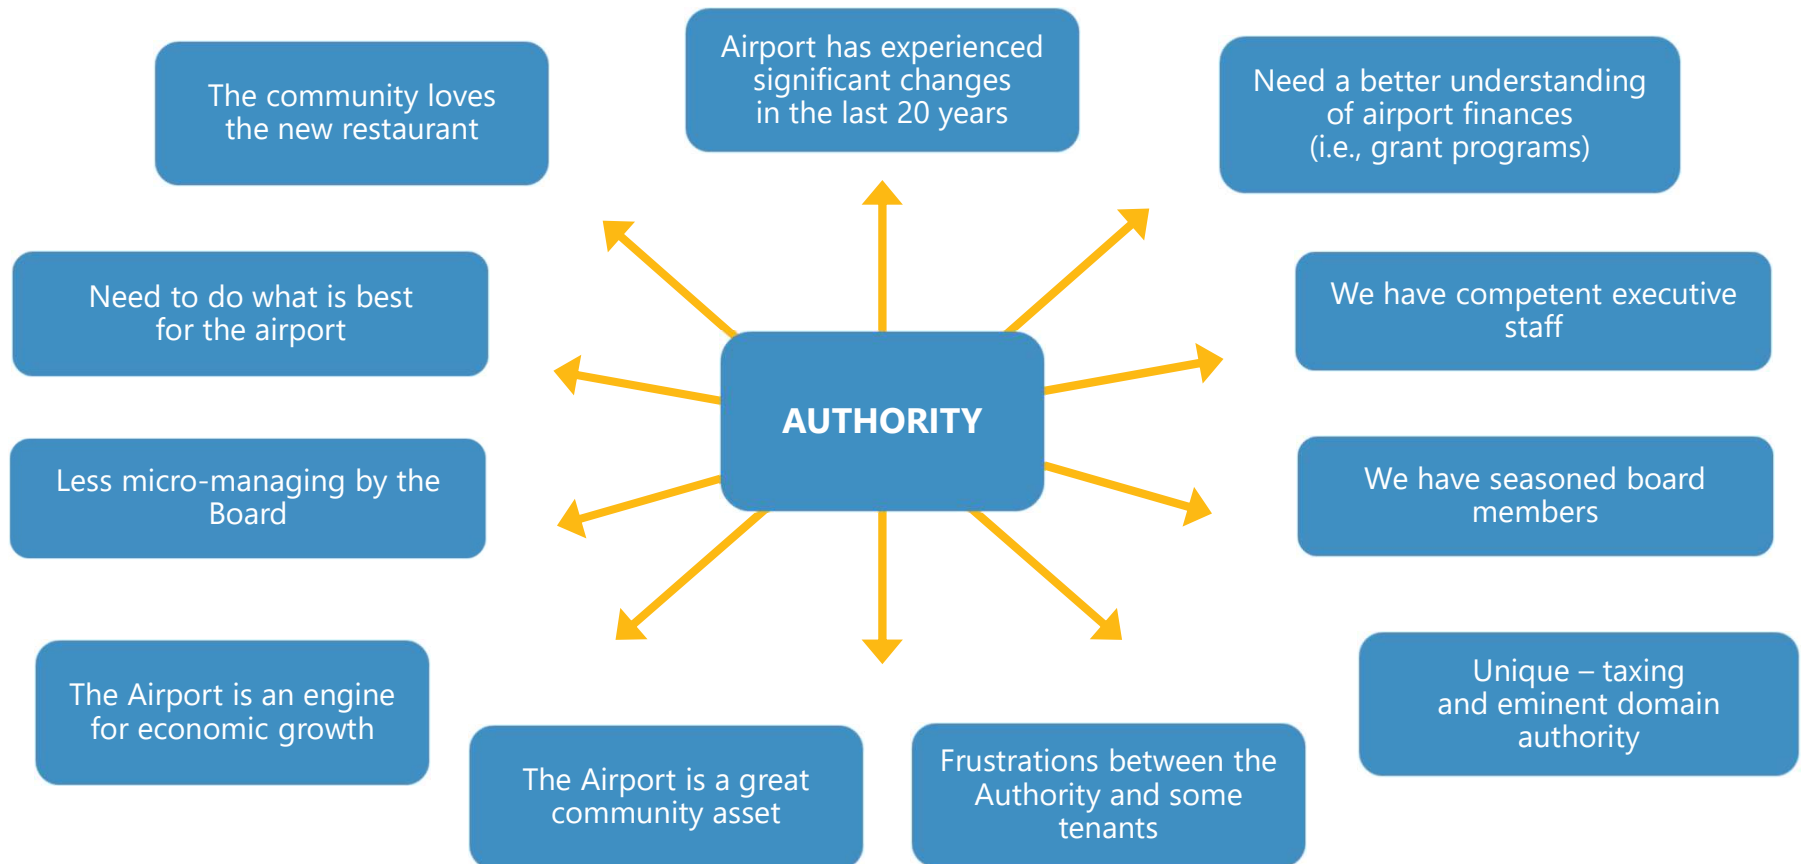 Airport has experienced
significant changes
in the last 20 years
The community loves
the new restaurant
Need a better understanding
of airport finances
(i.e., grant programs)
Need to do what is best
for the airport
We have competent executive
staff
AUTHORITY
Less micro-managing by the
Board
We have seasoned board
members
The Airport is an engine
for economic growth
Unique – taxing
and eminent domain
authority
The Airport is a great
community asset
Frustrations between the
Authority and some
tenants